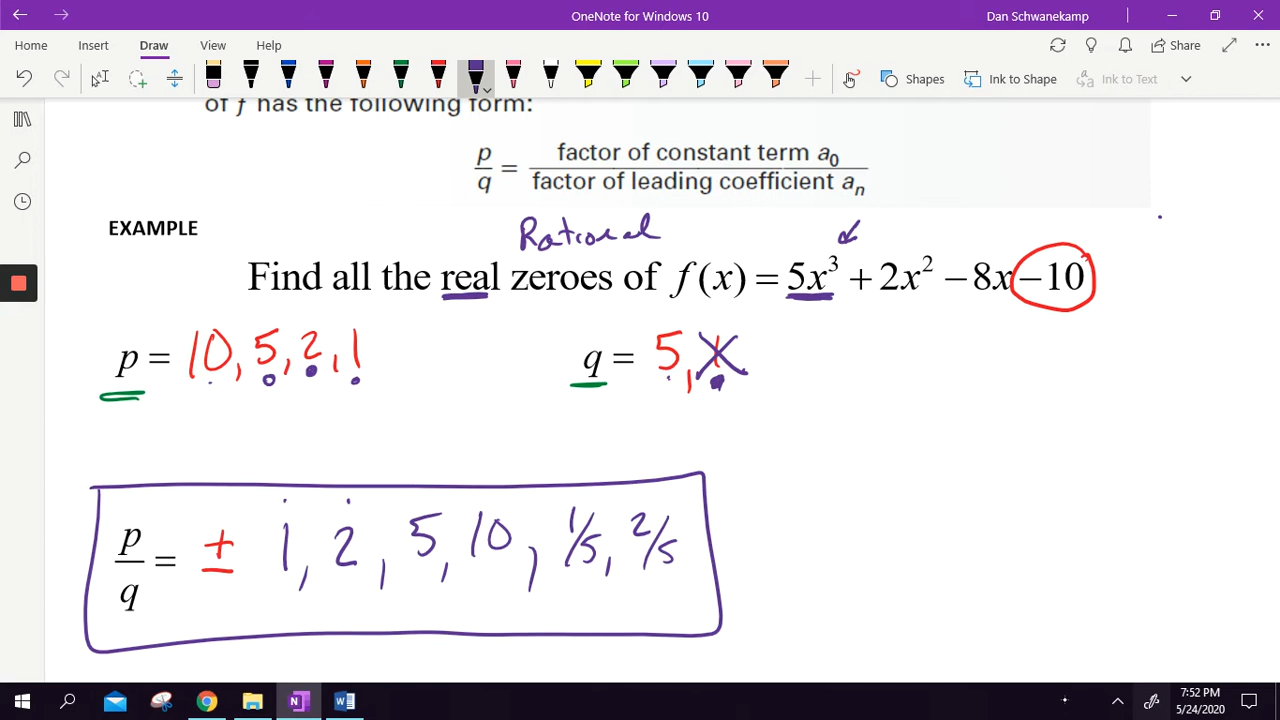 OneNote for Windows 10
Dan Schwanekamp
Home Insert Draw View Help
Share
Shapes Ink to Shape Ink to Text
of f has the following form:
p/q = factor of constant term a₀ / factor of leading coefficient aₙ
EXAMPLE
Rational
Find all the real zeroes of f(x) = 5x³ + 2x² − 8x − 10
p = 10, 5, 2, 1 q = 5, 1
p/q = ± 1, 2, 5, 10, 1/5, 2/5
7:52 PM
5/24/2020